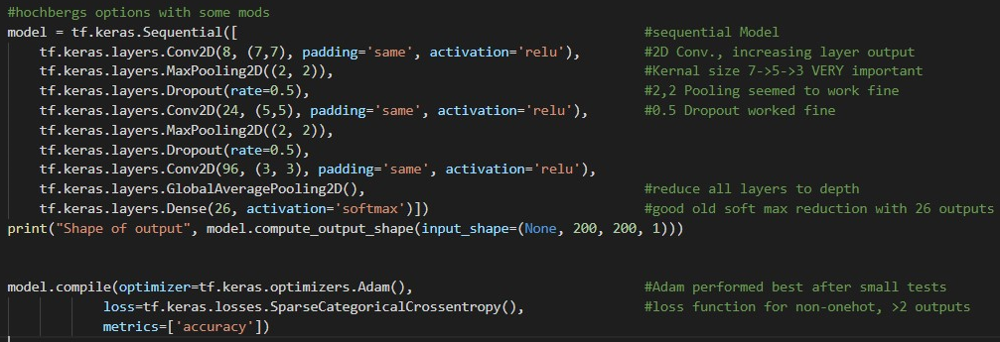 #hochbergs options with some mods
model = tf.keras.Sequential([ #sequential Model
    tf.keras.layers.Conv2D(8, (7,7), padding='same', activation='relu'), #2D Conv., increasing layer output
    tf.keras.layers.MaxPooling2D((2, 2)), #Kernal size 7->5->3 VERY important
    tf.keras.layers.Dropout(rate=0.5), #2,2 Pooling seemed to work fine
    tf.keras.layers.Conv2D(24, (5,5), padding='same', activation='relu'), #0.5 Dropout worked fine
    tf.keras.layers.MaxPooling2D((2, 2)),
    tf.keras.layers.Dropout(rate=0.5),
    tf.keras.layers.Conv2D(96, (3, 3), padding='same', activation='relu'),
    tf.keras.layers.GlobalAveragePooling2D(), #reduce all layers to depth
    tf.keras.layers.Dense(26, activation='softmax')]) #good old soft max reduction with 26 outputs
print("Shape of output", model.compute_output_shape(input_shape=(None, 200, 200, 1)))
model.compile(optimizer=tf.keras.optimizers.Adam(), #Adam performed best after small tests
            loss=tf.keras.losses.SparseCategoricalCrossentropy(), #loss function for non-onehot, >2 outputs
            metrics=['accuracy'])